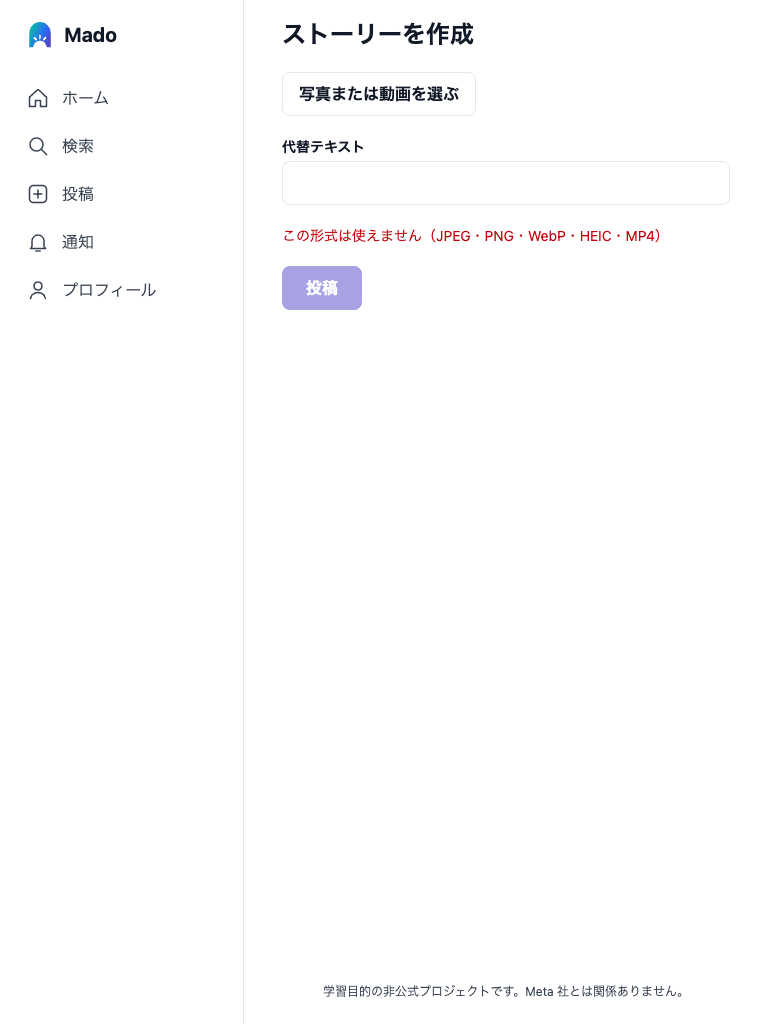 Mado
ホーム
検索
投稿
通知
プロフィール
ストーリーを作成
写真または動画を選ぶ
代替テキスト
この形式は使えません（JPEG・PNG・WebP・HEIC・MP4）
投稿
学習目的の非公式プロジェクトです。Meta 社とは関係ありません。